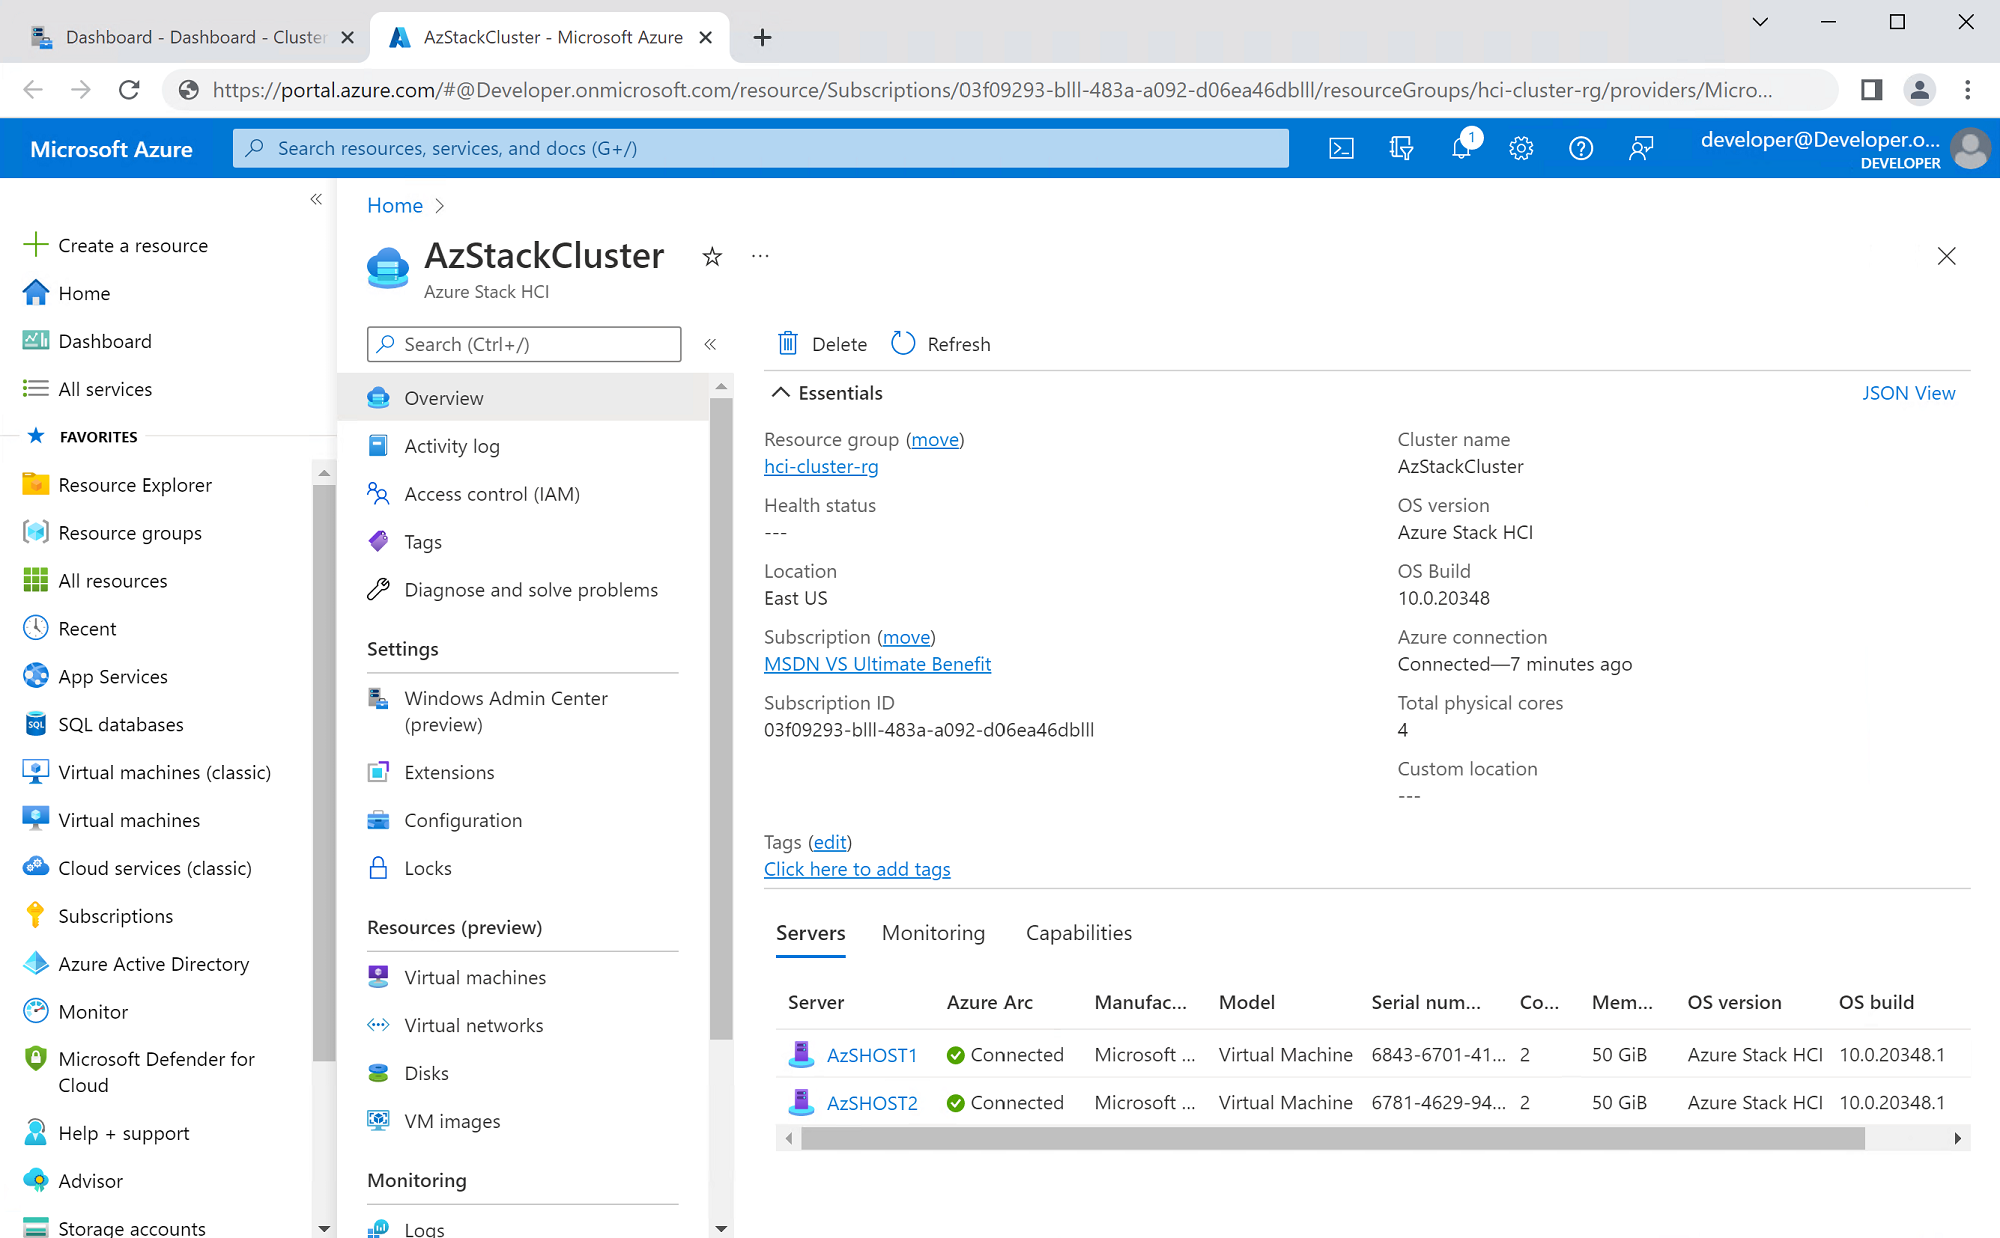 Dashboard - Dashboard - Cluster
AzStackCluster - Microsoft Azure
https://portal.azure.com/#@Developer.onmicrosoft.com/resource/Subscriptions/03f09293-blll-483a-a092-d06ea46dblll/resourceGroups/hci-cluster-rg/providers/Micro...
Microsoft Azure
Search resources, services, and docs (G+/)
1
developer@Developer.o...
DEVELOPER
Create a resource
Home
Dashboard
All services
FAVORITES
Resource Explorer
Resource groups
All resources
Recent
App Services
SQL databases
Virtual machines (classic)
Virtual machines
Cloud services (classic)
Subscriptions
Azure Active Directory
Monitor
Microsoft Defender for
Cloud
Help + support
Advisor
Storage accounts
Home >
AzStackCluster
Azure Stack HCI
Search (Ctrl+/)
Overview
Activity log
Access control (IAM)
Tags
Diagnose and solve problems
Settings
Windows Admin Center
(preview)
Extensions
Configuration
Locks
Resources (preview)
Virtual machines
Virtual networks
Disks
VM images
Monitoring
Logs
Delete Refresh
Essentials
JSON View
Resource group (move)
hci-cluster-rg
Health status
---
Location
East US
Subscription (move)
MSDN VS Ultimate Benefit
Subscription ID
03f09293-blll-483a-a092-d06ea46dblll
Cluster name
AzStackCluster
OS version
Azure Stack HCI
OS Build
10.0.20348
Azure connection
Connected—7 minutes ago
Total physical cores
4
Custom location
---
Tags (edit)
Click here to add tags
Servers Monitoring Capabilities
Server Azure Arc Manufac... Model Serial num... Co... Mem... OS version OS build
AzSHOST1 Connected Microsoft ... Virtual Machine 6843-6701-41... 2 50 GiB Azure Stack HCI 10.0.20348.1
AzSHOST2 Connected Microsoft ... Virtual Machine 6781-4629-94... 2 50 GiB Azure Stack HCI 10.0.20348.1